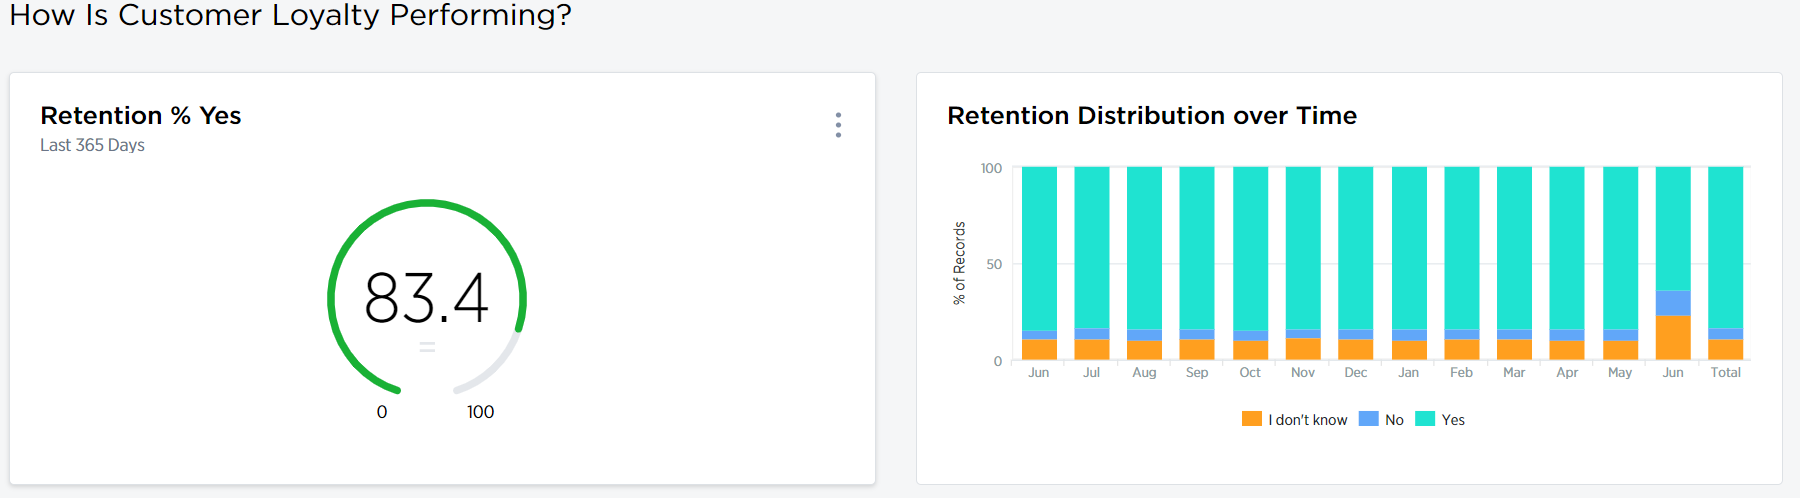 How Is Customer Loyalty Performing?
Retention % Yes
Last 365 Days
83.4
=
0
100
Retention Distribution over Time
% of Records
100
50
0
Jun Jul Aug Sep Oct Nov Dec Jan Feb Mar Apr May Jun Total
I don't know No Yes